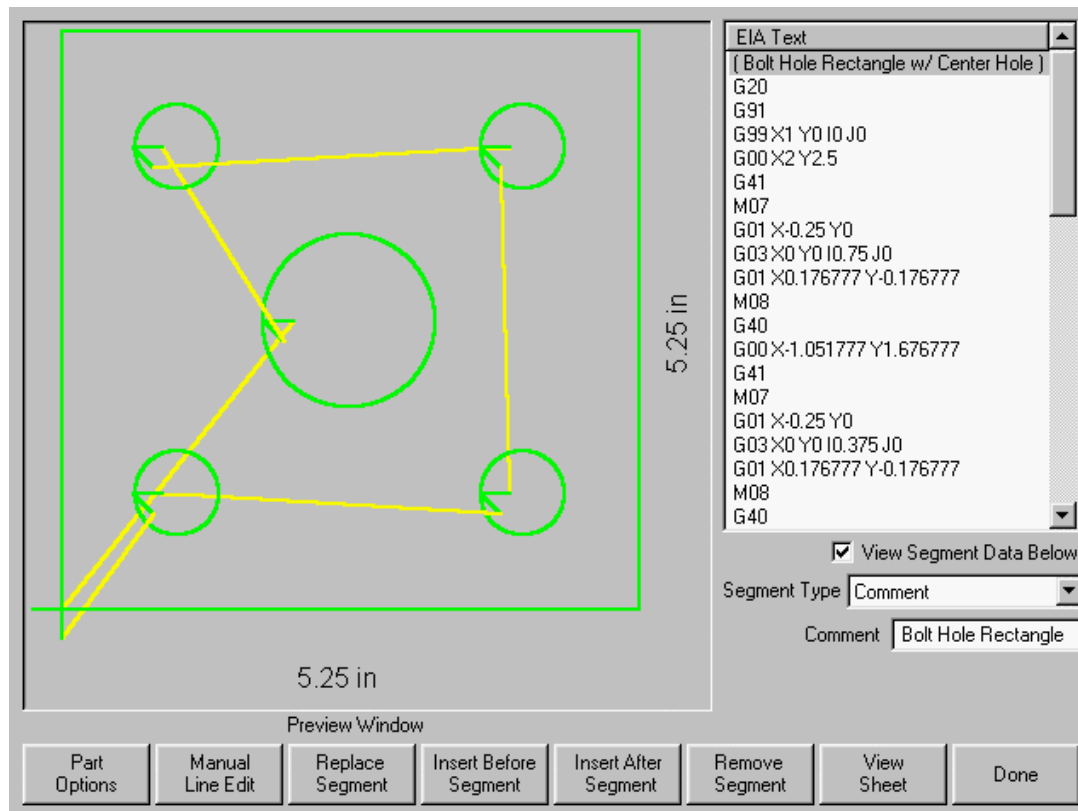 EIA Text
( Bolt Hole Rectangle w/ Center Hole )
G20
G91
G99 X1 Y0 I0 J0
G00 X2 Y2.5
G41
M07
G01 X-0.25 Y0
G03 X0 Y0 I0.75 J0
G01 X0.176777 Y-0.176777
M08
G40
G00 X-1.051777 Y1.676777
G41
M07
G01 X-0.25 Y0
G03 X0 Y0 I0.375 J0
G01 X0.176777 Y-0.176777
M08
G40
5.25 in
5.25 in
Preview Window
View Segment Data Below
Segment Type Comment
Comment Bolt Hole Rectangle
Part Options
Manual Line Edit
Replace Segment
Insert Before Segment
Insert After Segment
Remove Segment
View Sheet
Done